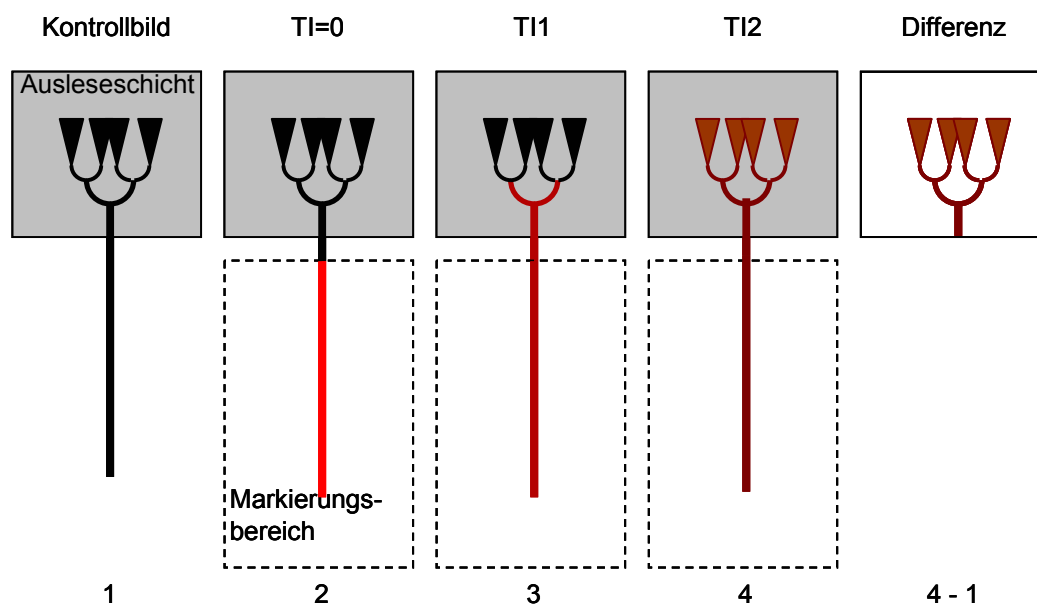 Kontrollbild TI=0 TI1 TI2 Differenz
Ausleseschicht
Markierungs-
bereich
1 2 3 4 4 - 1